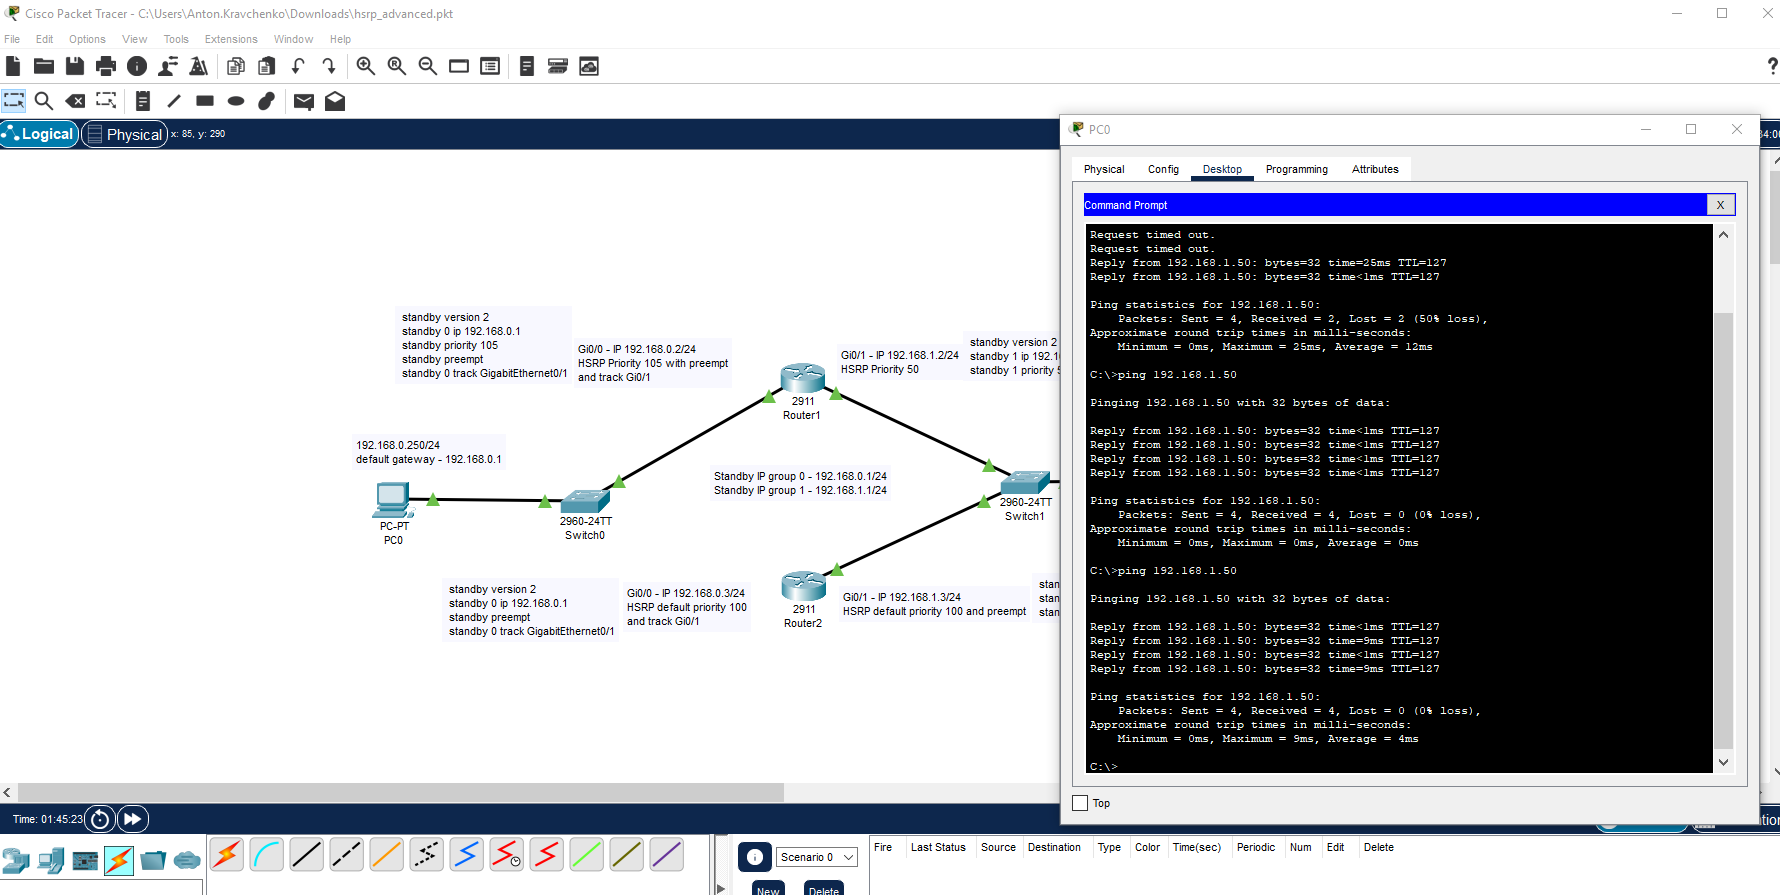 Cisco Packet Tracer - C:\Users\Anton.Kravchenko\Downloads\hsrp_advanced.pkt
File Edit Options View Tools Extensions Window Help
Logical Physical x: 85, y: 290
standby version 2
standby 0 ip 192.168.0.1
standby priority 105
standby preempt
standby 0 track GigabitEthernet0/1
Gi0/0 - IP 192.168.0.2/24
HSRP Priority 105 with preempt
and track Gi0/1
2911
Router1
Gi0/1 - IP 192.168.1.2/24
HSRP Priority 50
standby version 2
standby 1 ip 192.1
standby 1 priority 5
192.168.0.250/24
default gateway - 192.168.0.1
PC-PT
PC0
2960-24TT
Switch0
Standby IP group 0 - 192.168.0.1/24
Standby IP group 1 - 192.168.1.1/24
2960-24TT
Switch1
standby version 2
standby 0 ip 192.168.0.1
standby preempt
standby 0 track GigabitEthernet0/1
Gi0/0 - IP 192.168.0.3/24
HSRP default priority 100
and track Gi0/1
2911
Router2
Gi0/1 - IP 192.168.1.3/24
HSRP default priority 100 and preempt
stan
stan
stan
PC0
Physical Config Desktop Programming Attributes
Command Prompt
X
Request timed out.
Request timed out.
Reply from 192.168.1.50: bytes=32 time=25ms TTL=127
Reply from 192.168.1.50: bytes=32 time<1ms TTL=127
Ping statistics for 192.168.1.50:
Packets: Sent = 4, Received = 2, Lost = 2 (50% loss),
Approximate round trip times in milli-seconds:
Minimum = 0ms, Maximum = 25ms, Average = 12ms
C:\>ping 192.168.1.50
Pinging 192.168.1.50 with 32 bytes of data:
Reply from 192.168.1.50: bytes=32 time<1ms TTL=127
Reply from 192.168.1.50: bytes=32 time<1ms TTL=127
Reply from 192.168.1.50: bytes=32 time<1ms TTL=127
Reply from 192.168.1.50: bytes=32 time<1ms TTL=127
Ping statistics for 192.168.1.50:
Packets: Sent = 4, Received = 4, Lost = 0 (0% loss),
Approximate round trip times in milli-seconds:
Minimum = 0ms, Maximum = 0ms, Average = 0ms
C:\>ping 192.168.1.50
Pinging 192.168.1.50 with 32 bytes of data:
Reply from 192.168.1.50: bytes=32 time<1ms TTL=127
Reply from 192.168.1.50: bytes=32 time=9ms TTL=127
Reply from 192.168.1.50: bytes=32 time<1ms TTL=127
Reply from 192.168.1.50: bytes=32 time=9ms TTL=127
Ping statistics for 192.168.1.50:
Packets: Sent = 4, Received = 4, Lost = 0 (0% loss),
Approximate round trip times in milli-seconds:
Minimum = 0ms, Maximum = 9ms, Average = 4ms
C:\>
Top
Time: 01:45:23
Scenario 0
New Delete
Fire Last Status Source Destination Type Color Time(sec) Periodic Num Edit Delete